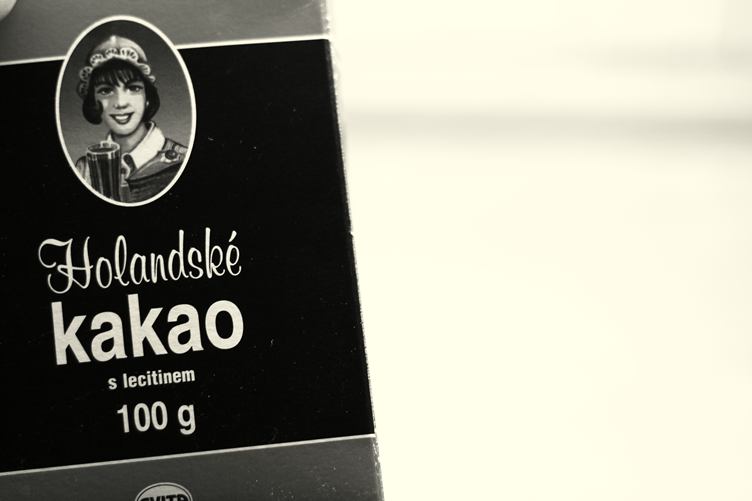 Holandské
kakao
s lecitinem
100 g